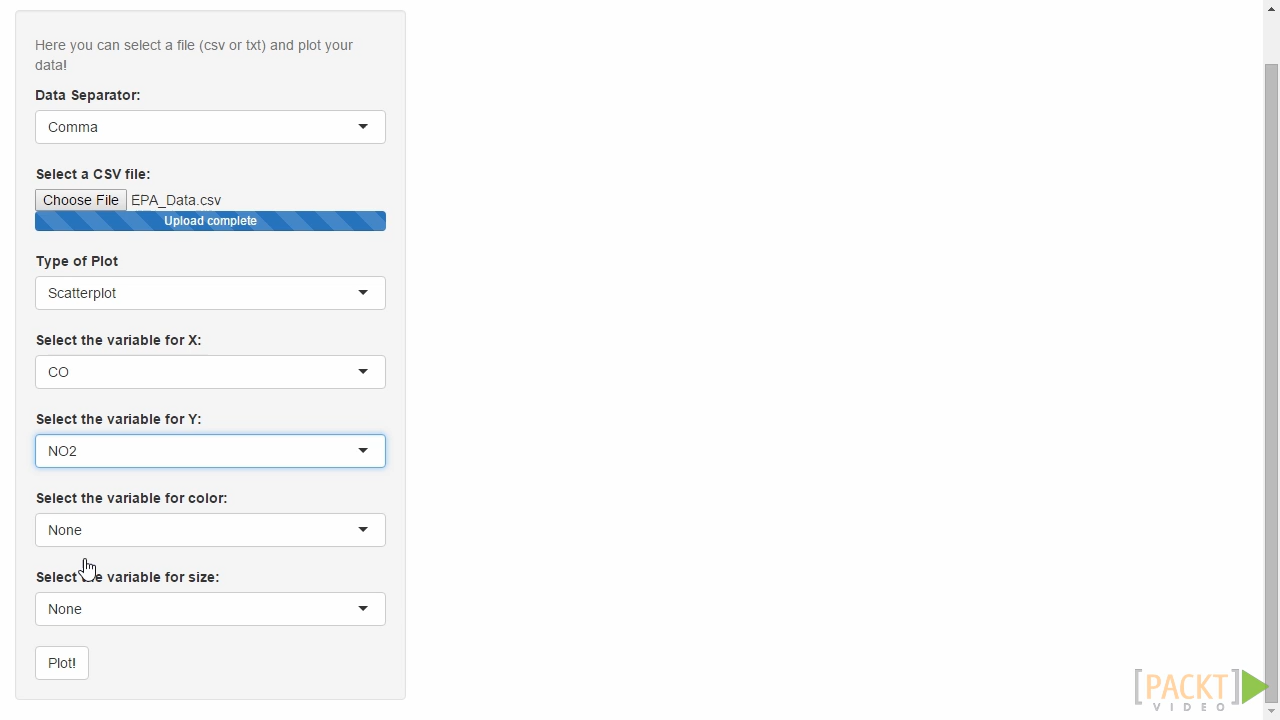 Here you can select a file (csv or txt) and plot your
data!
Data Separator:
Comma
Select a CSV file:
Choose File EPA_Data.csv
Upload complete
Type of Plot
Scatterplot
Select the variable for X:
CO
Select the variable for Y:
NO2
Select the variable for color:
None
Select the variable for size:
None
Plot!
[PACKT]
VIDEO